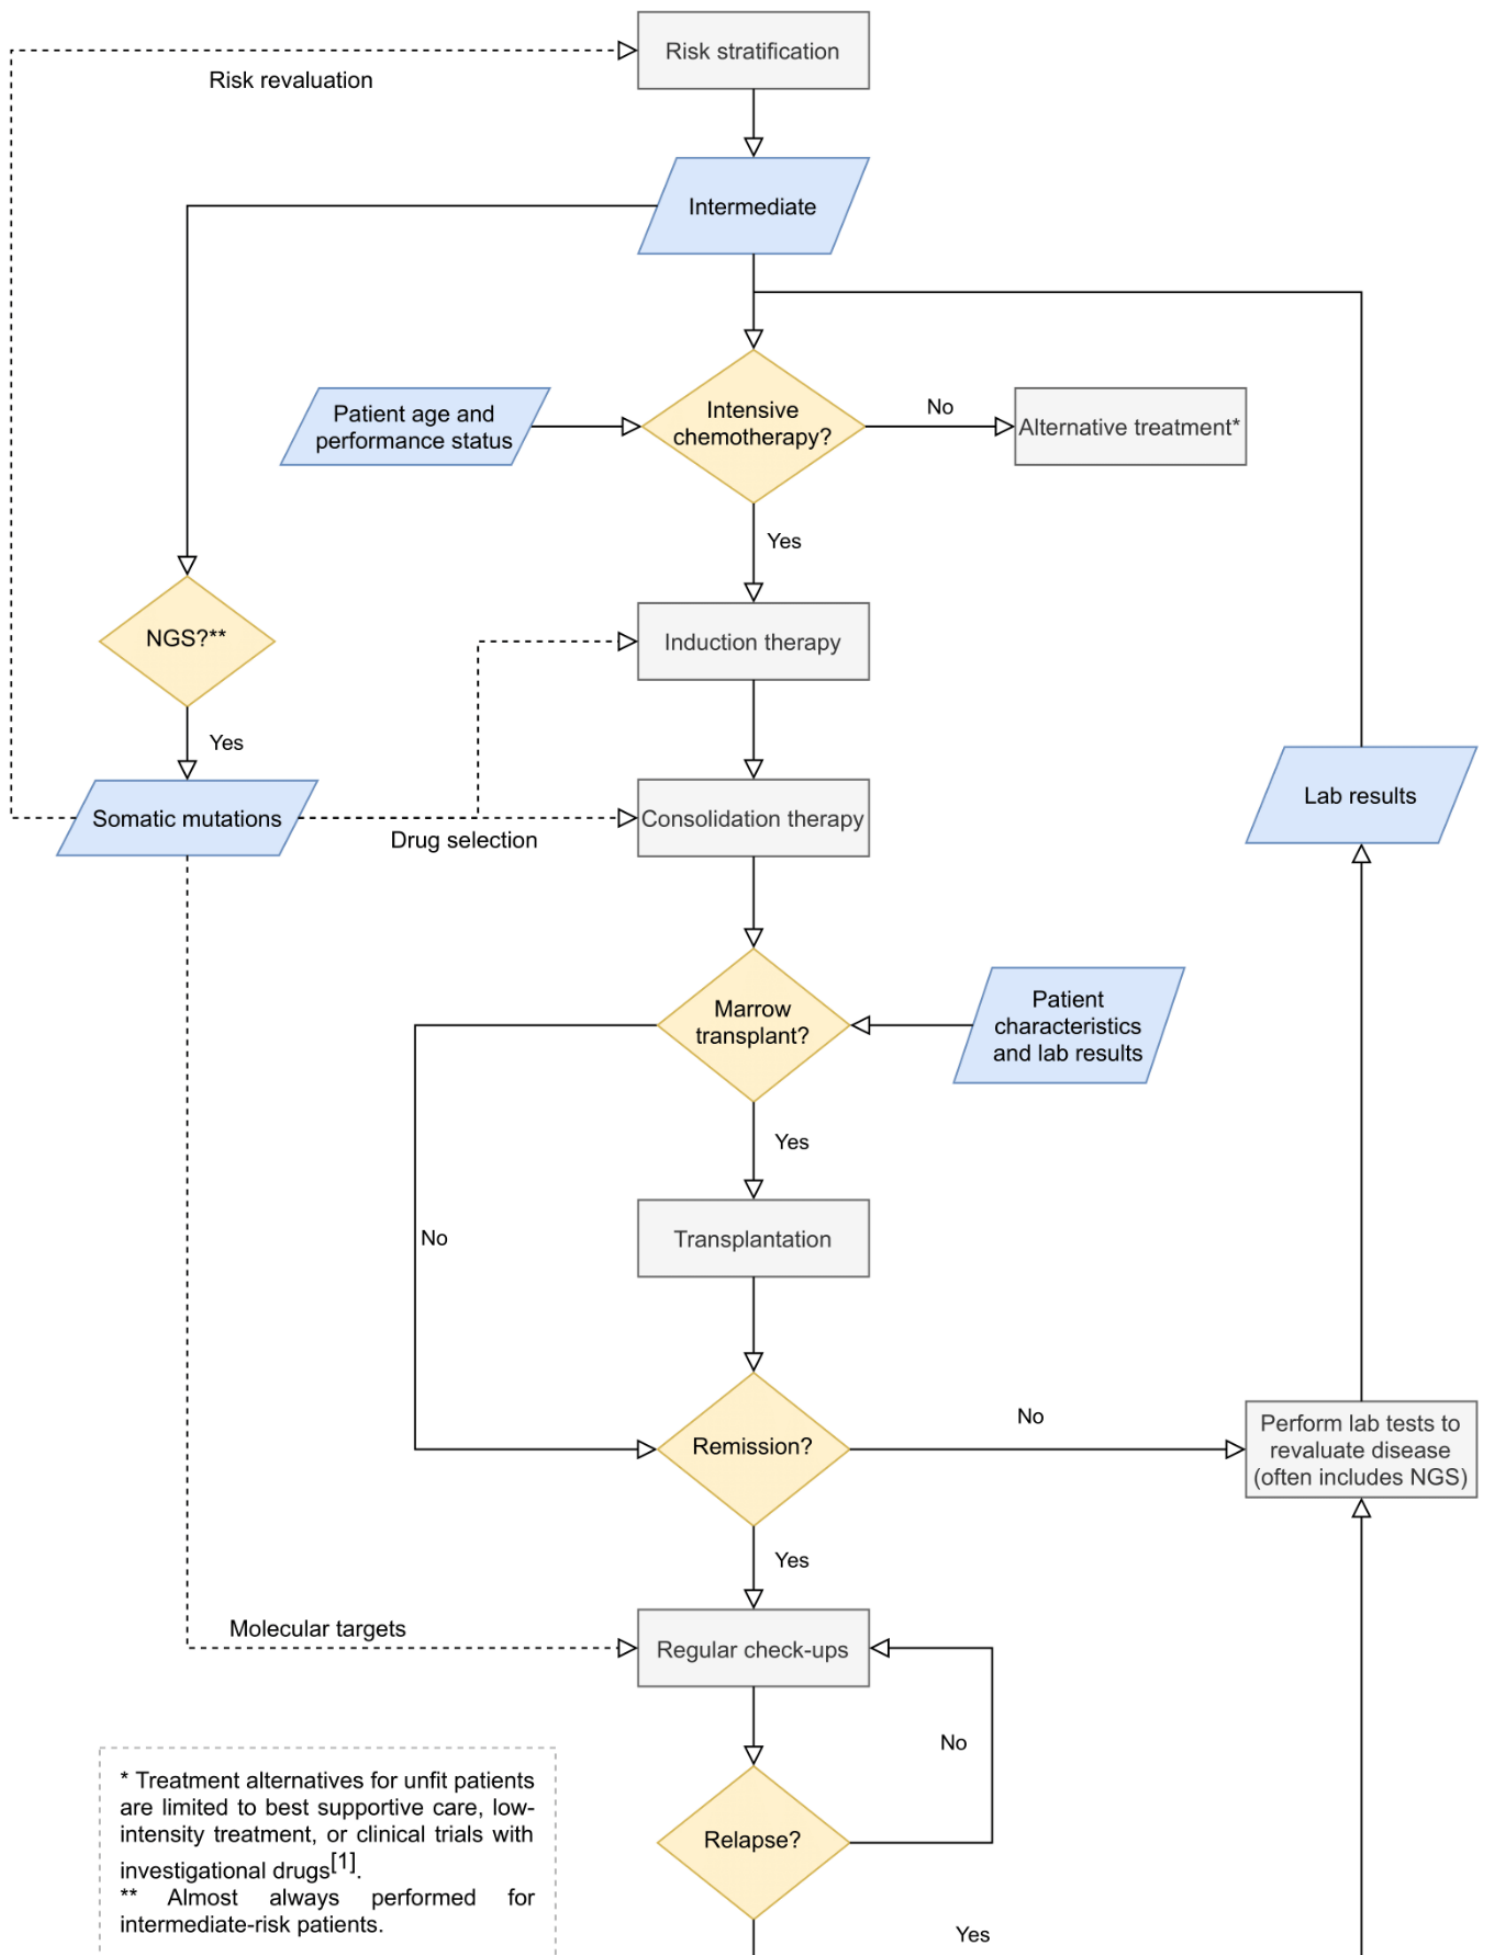 Risk stratification
Risk revaluation
Intermediate
Patient age and
performance status
Intensive
chemotherapy?
No
Alternative treatment*
Yes
NGS?**
Induction therapy
Yes
Somatic mutations
Drug selection
Consolidation therapy
Lab results
Marrow
transplant?
Patient
characteristics
and lab results
Yes
No
Transplantation
Remission?
No
Perform lab tests to
revaluate disease
(often includes NGS)
Yes
Molecular targets
Regular check-ups
No
Relapse?
Yes
* Treatment alternatives for unfit patients
are limited to best supportive care, low-
intensity treatment, or clinical trials with
investigational drugs[1].
** Almost always performed for
intermediate-risk patients.